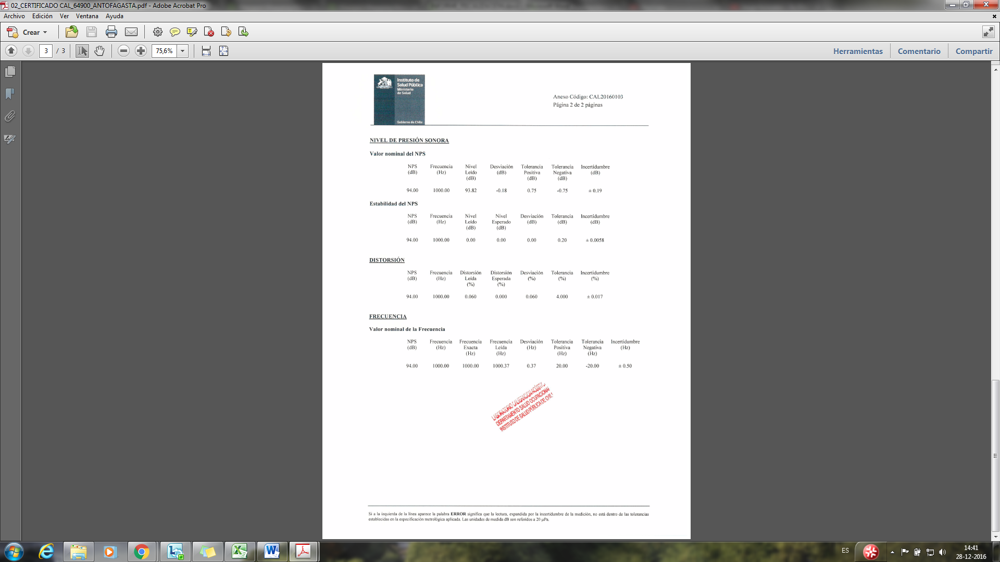 02_CERTIFICADO CAL_64900_ANTOFAGASTA.pdf - Adobe Acrobat Pro
Archivo Edición Ver Ventana Ayuda
Crear
3 / 3 75,6% Herramientas Comentario Compartir
Instituto de
Salud Pública
Ministerio
de Salud
Gobierno de Chile
Anexo Código: CAL20160103
Página 2 de 2 páginas
NIVEL DE PRESIÓN SONORA
Valor nominal del NPS
NPS Frecuencia Nivel Desviación Tolerancia Tolerancia Incertidumbre
(dB) (Hz) Leído (dB) Positiva Negativa (dB)
(dB) (dB) (dB)
94.00 1000.00 93.82 -0.18 0.75 -0.75 ± 0.19
Estabilidad del NPS
NPS Frecuencia Nivel Nivel Desviación Tolerancia Incertidumbre
(dB) (Hz) Leído Esperado (dB) (dB) (dB)
(dB) (dB)
94.00 1000.00 0.00 0.00 0.00 0.20 ± 0.0058
DISTORSIÓN
NPS Frecuencia Distorsión Distorsión Desviación Tolerancia Incertidumbre
(dB) (Hz) Leída Esperada (%) (%) (%)
(%) (%)
94.00 1000.00 0.060 0.000 0.060 4.000 ± 0.017
FRECUENCIA
Valor nominal de la Frecuencia
NPS Frecuencia Frecuencia Frecuencia Desviación Tolerancia Tolerancia Incertidumbre
(dB) (Hz) Exacta Leída (Hz) Positiva Negativa (Hz)
(Hz) (Hz) (Hz) (Hz)
94.00 1000.00 1000.00 1000.37 0.37 20.00 -20.00 ± 0.50
LABORATORIO CALIBRACION ACÚSTIC
DEPARTAMENTO SALUD OCUPACIONAL
INSTITUTO DE SALUD PÚBLICA DE CHIL
Si a la izquierda de la línea aparece la palabra ERROR significa que la lectura, expandida por la incertidumbre de la medición, no está dentro de las tolerancias
establecidas en la especificación metrológica aplicada. Las unidades de medida dB son referidos a 20 µPa.
ES
14:41
28-12-2016